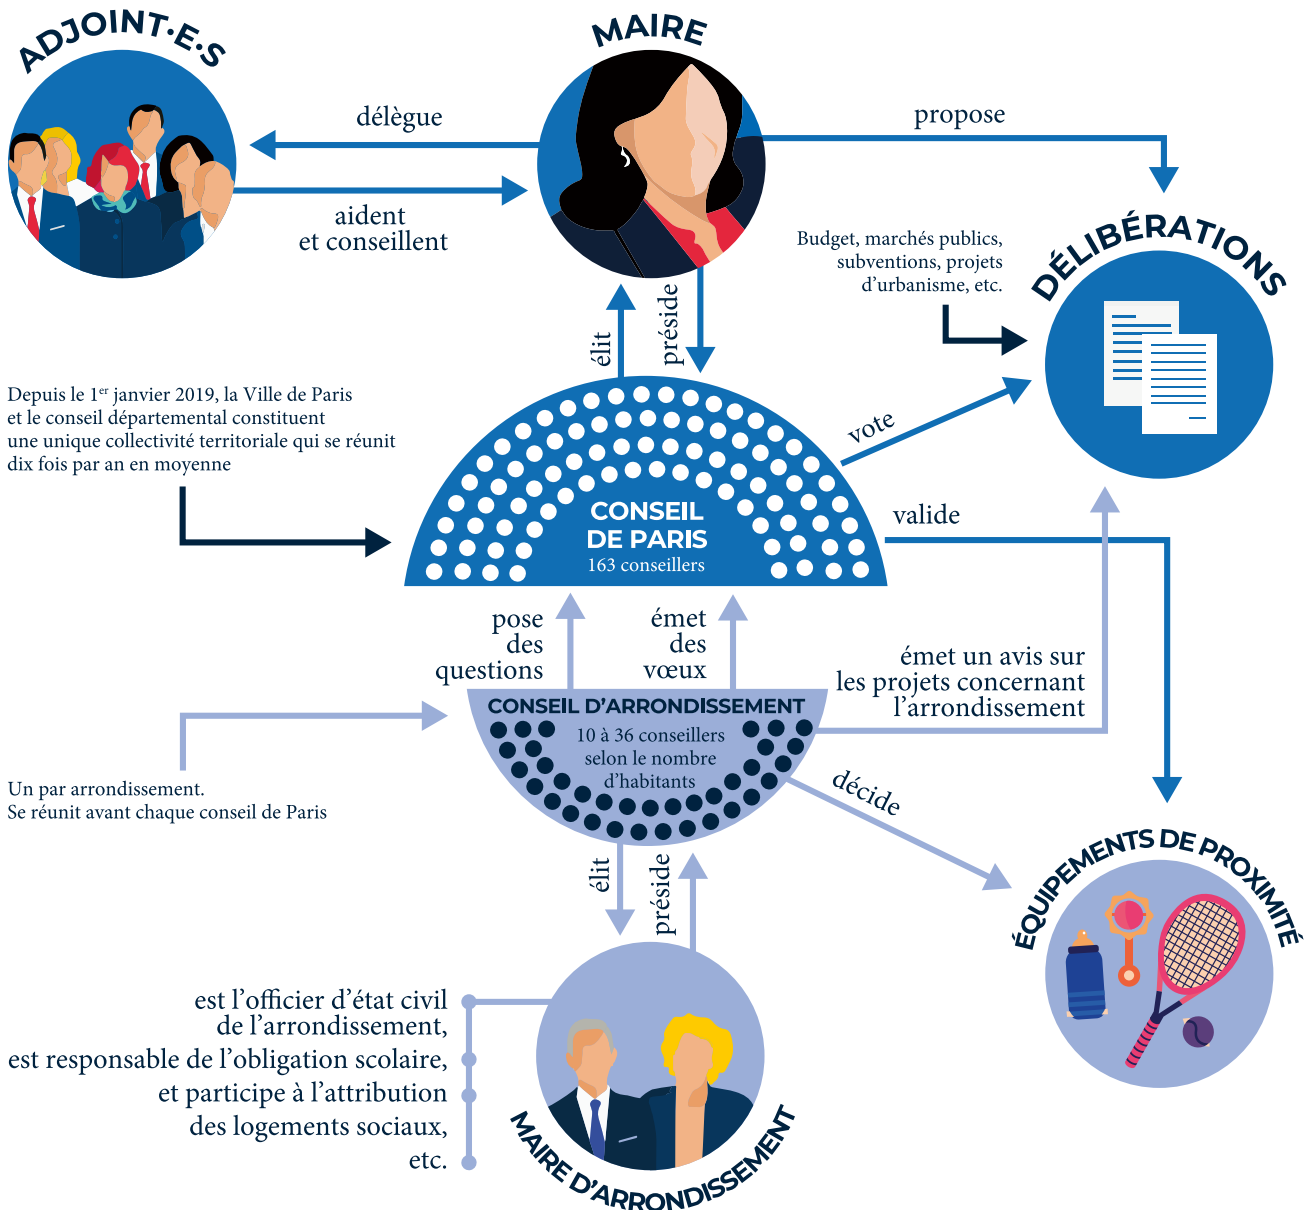 ADJOINT·E·S
MAIRE
délègue
propose
aident
et conseillent
Budget, marchés publics,
subventions, projets
d'urbanisme, etc.
DÉLIBÉRATIONS
élit
préside
Depuis le 1er janvier 2019, la Ville de Paris
et le conseil départemental constituent
une unique collectivité territoriale qui se réunit
dix fois par an en moyenne
vote
CONSEIL
DE PARIS
163 conseillers
valide
pose
des
questions
émet
des
vœux
émet un avis sur
les projets concernant
l'arrondissement
CONSEIL D'ARRONDISSEMENT
10 à 36 conseillers
selon le nombre
d'habitants
Un par arrondissement.
Se réunit avant chaque conseil de Paris
décide
élit
préside
ÉQUIPEMENTS DE PROXIMITÉ
est l'officier d'état civil
de l'arrondissement,
est responsable de l'obligation scolaire,
et participe à l'attribution
des logements sociaux,
etc.
MAIRE D'ARRONDISSEMENT